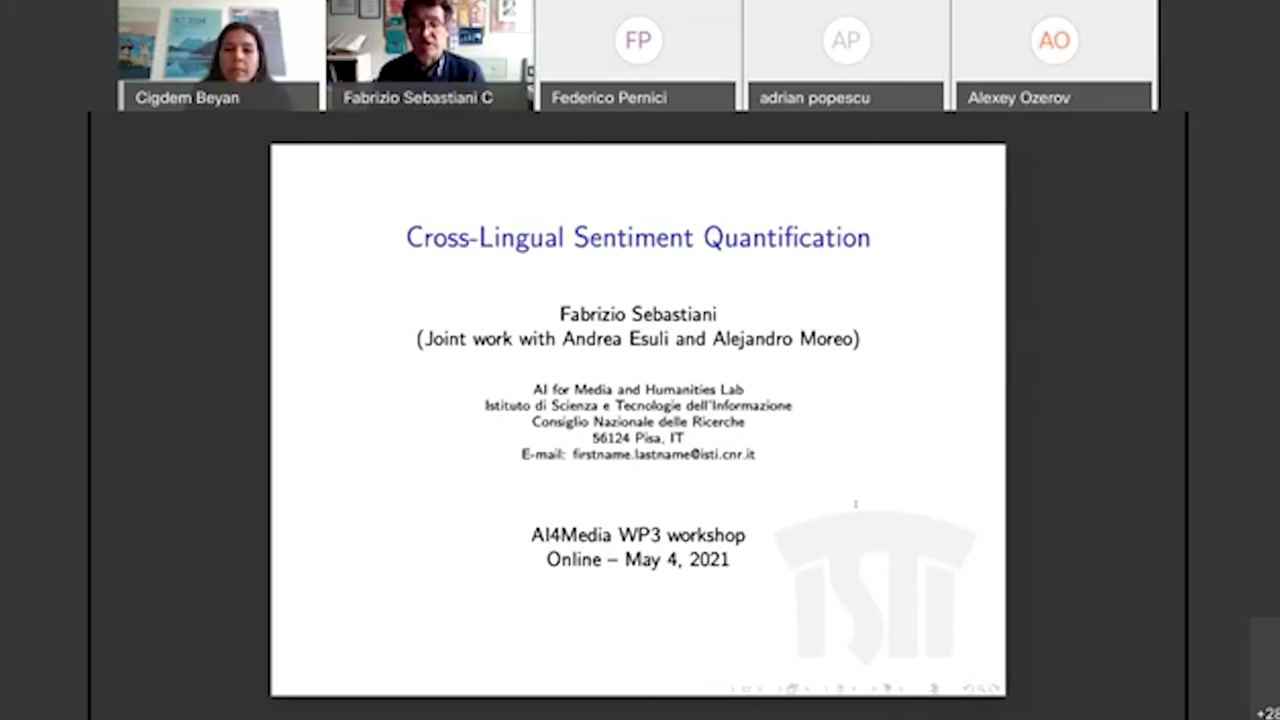 Cigdem Beyan
Fabrizio Sebastiani C
FP
Federico Pernici
AP
adrian popescu
AO
Alexey Ozerov
Cross-Lingual Sentiment Quantification
Fabrizio Sebastiani
(Joint work with Andrea Esuli and Alejandro Moreo)
AI for Media and Humanities Lab
Istituto di Scienza e Tecnologie dell'Informazione
Consiglio Nazionale delle Ricerche
56124 Pisa, IT
E-mail: firstname.lastname@isti.cnr.it
AI4Media WP3 workshop
Online – May 4, 2021
ISTI